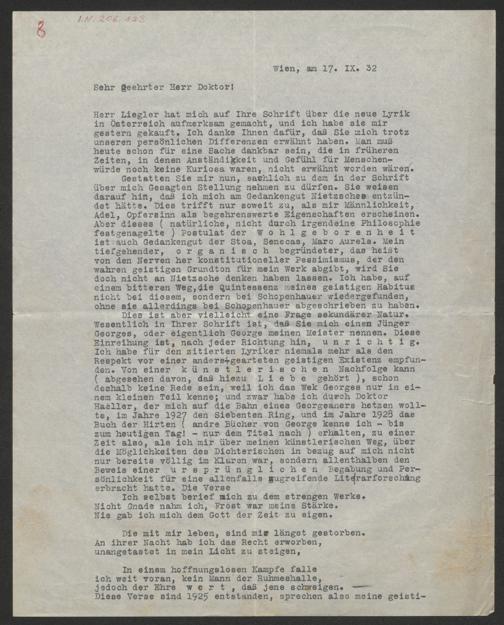 8
I.N. 206.123
Wien, am 17. IX. 32
Sehr geehrter Herr Doktor!
Herr Liegler hat mich auf Ihre Schrift über die neue Lyrik
in Österreich aufmerksam gemacht, und ich habe sie mir
gestern gekauft. Ich danke Ihnen dafür, daß Sie mich trotz
unseren persönlichen Differenzen erwähnt haben. Man muß
heute schon für eine Sache dankbar sein, die in früheren
Zeiten, in denen Anständigkeit und Gefühl für Menschen-
würde noch keine Kuriosa waren, nicht erwähnt worden wären.
Gestatten Sie mir nun, sachlich zu dem in der Schrift
über mich Gesagten Stellung nehmen zu dürfen. Sie weisen
darauf hin, daß ich mich am Gedankengut Nietzsches entzün-
det hätte. Dies trifft nur soweit zu, als mir Männlichkeit,
Adel, Opfersinn als begehrenswerte Eigenschaften erscheinen.
Aber dieses ( natürliche, nicht durch irgendeine Philosophie
festgenagelte ) Postulat der W o h l g e b o r e n h e i t
ist auch Gedankengut der Stoa, Senecas, Marc Aurels. Mein
tiefgehender, o r g a n i s c h begründeter, das heist
von den Nerven her konstitutioneller Pessimismus, der den
wahren geistigen Grundton für mein Werk abgibt, wird Sie
doch nicht an Nietzsche denken haben lassen. Ich habe, auf
einem bitteren Weg, die Quintessenz meines geistigen Habitus
nicht bei diesem, sondern bei Schopenhauer wiedergefunden,
ohne sie allerdings bei Schopenhauer abgeschrieben zu haben.
Dies ist aber vielleicht eine Frage sekundärer Natur.
Wesentlich in Ihrer Schrift ist, daß Sie mich einen Jünger
Georges, oder eigentlich George meinen Meister nennen. Diese
Einreihung ist, nach jeder Richtung hin, u n r i c h t i g.
Ich habe für den zitierten Lyriker niemals mehr als den
Respekt vor einer andersgearteten geistigen Existenz empfun-
den. Von einer k ü n s t l e r i s c h e n Nachfolge kann
( abgesehen davon, daß hiezu L i e b e gehört ), schon
deshalb keine Rede sein, weil ich das Wek Georges nur in ei-
nem kleinen Teil kenne; und zwar habe ich durch Doktor
Haëller, der mich auf die Bahn eines Georgeaners hetzen woll-
te, im Jahre 1927 den Siebenten Ring, und im Jahre 1928 das
Buch der Hirten ( andre Bücher von George kenne ich - bis
zum heutigen Tag! - nur dem Titel nach ) erhalten, zu einer
Zeit also, als ich mir über meinen künstlerischen Weg, über
die Möglichkeiten des Dichterischen in bezug auf mich nicht
nur bereits völlig im Klaren war, sondern allenthalben den
Beweis einer u r s p r ü n g l i c h e n Begabung und Per-
sönlichkeit für eine allenfalls zugreifende Literarforschung
erbracht hatte. Die Verse
Ich selbst berief mich zu dem strengen Werke.
Nicht Gnade nahm ich, Frost war meine Stärke.
Nie gab ich mich dem Gott der Zeit zu eigen.
Die mit mir leben, sind mir längst gestorben.
An ihrer Nacht hab ich das Recht erworben,
unangetastet in mein Licht zu steigen,
In einem hoffnungslosen Kampfe falle
ich weit voran, kein Mann der Ruhmeshalle,
jedoch der Ehre w e r t , daß jene schweigen.
Diese Verse sind 1925 entstanden, sprechen also meine geisti-